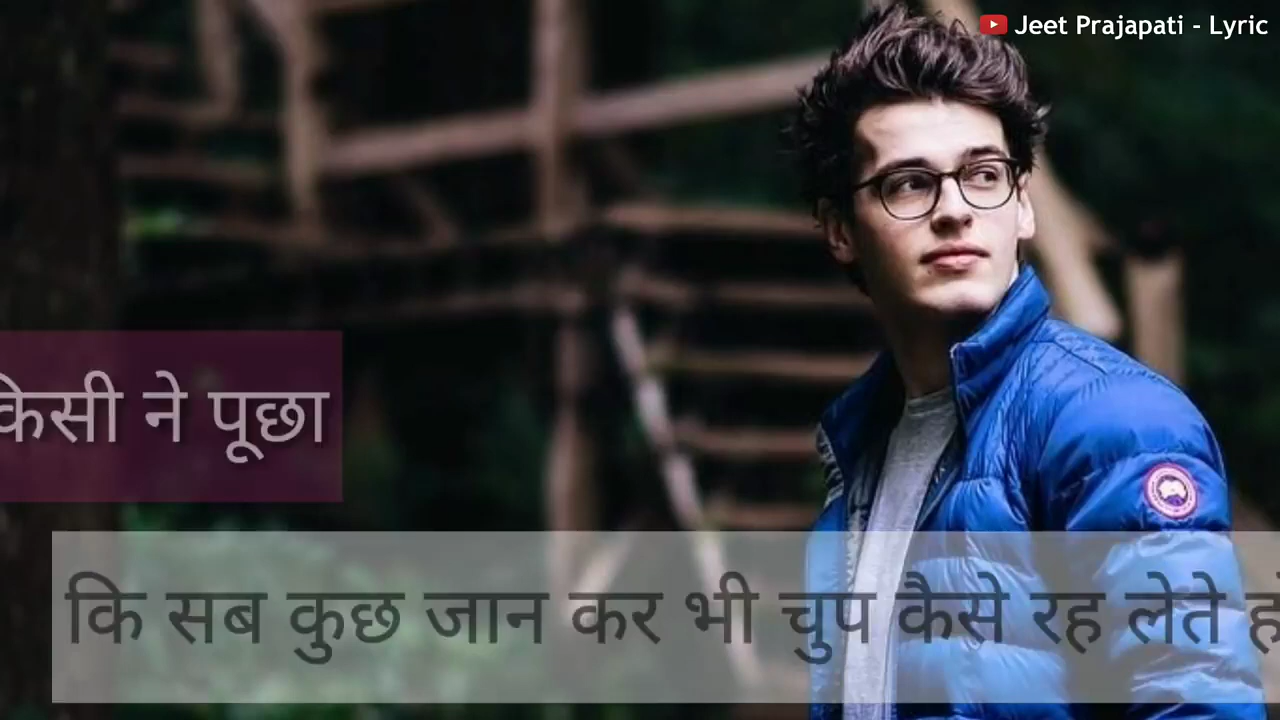 Jeet Prajapati - Lyric
किसी ने पूछा
कि सब कुछ जान कर भी चुप कैसे रह लेते